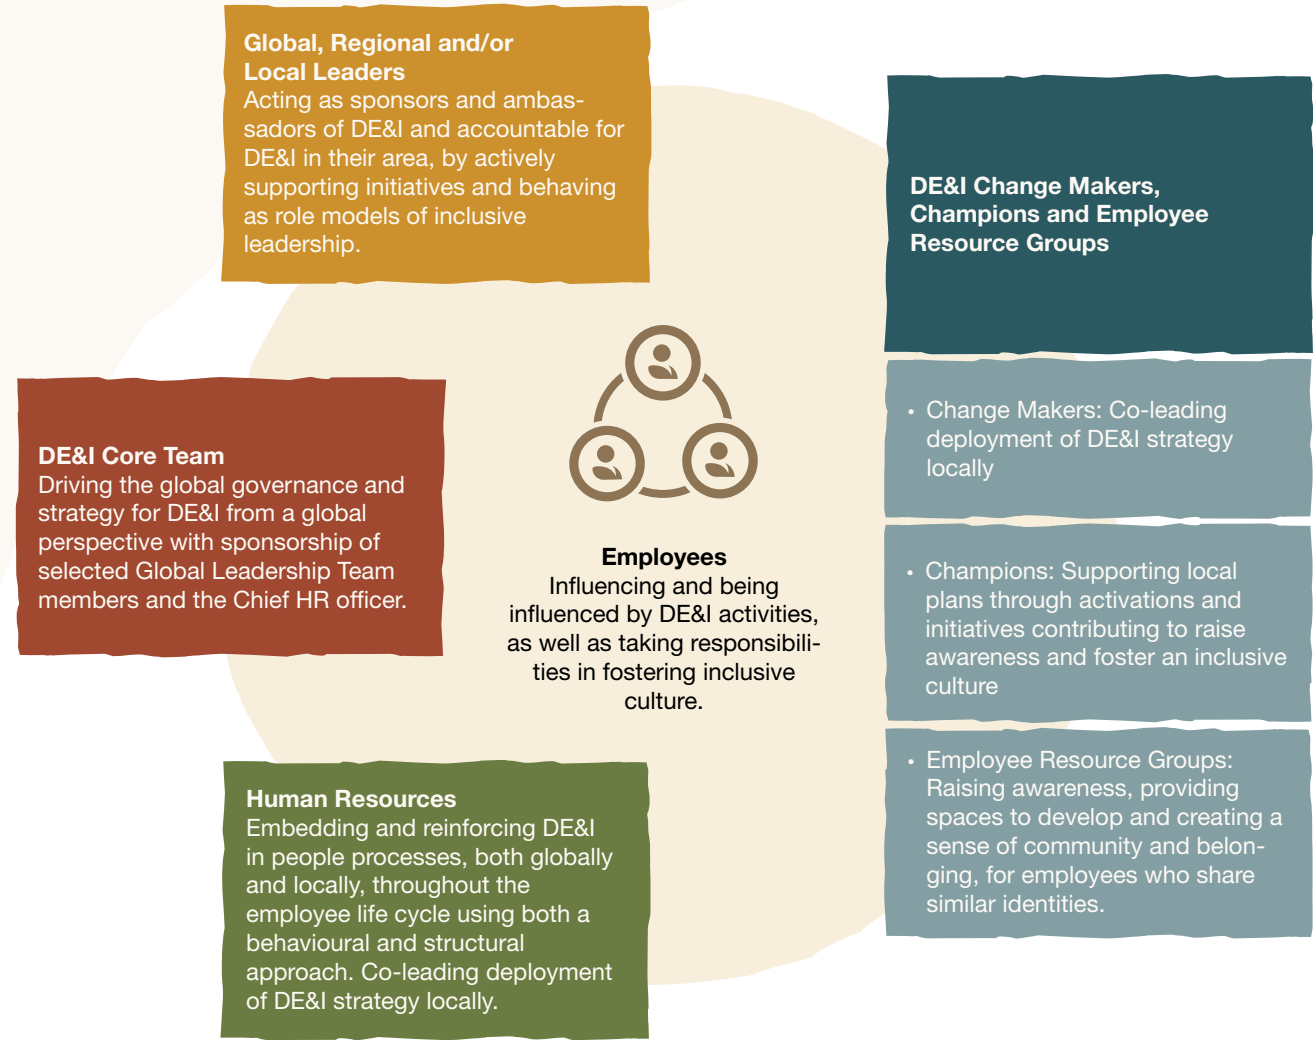 Global, Regional and/or
Local Leaders
Acting as sponsors and ambas-
sadors of DE&I and accountable for
DE&I in their area, by actively
supporting initiatives and behaving
as role models of inclusive
leadership.
DE&I Core Team
Driving the global governance and
strategy for DE&I from a global
perspective with sponsorship of
selected Global Leadership Team
members and the Chief HR officer.
Employees
Influencing and being
influenced by DE&I activities,
as well as taking responsibili-
ties in fostering inclusive
culture.
Human Resources
Embedding and reinforcing DE&I
in people processes, both globally
and locally, throughout the
employee life cycle using both a
behavioural and structural
approach. Co-leading deployment
of DE&I strategy locally.
DE&I Change Makers,
Champions and Employee
Resource Groups
• Change Makers: Co-leading
deployment of DE&I strategy
locally
• Champions: Supporting local
plans through activations and
initiatives contributing to raise
awareness and foster an inclusive
culture
• Employee Resource Groups:
Raising awareness, providing
spaces to develop and creating a
sense of community and belon-
ging, for employees who share
similar identities.